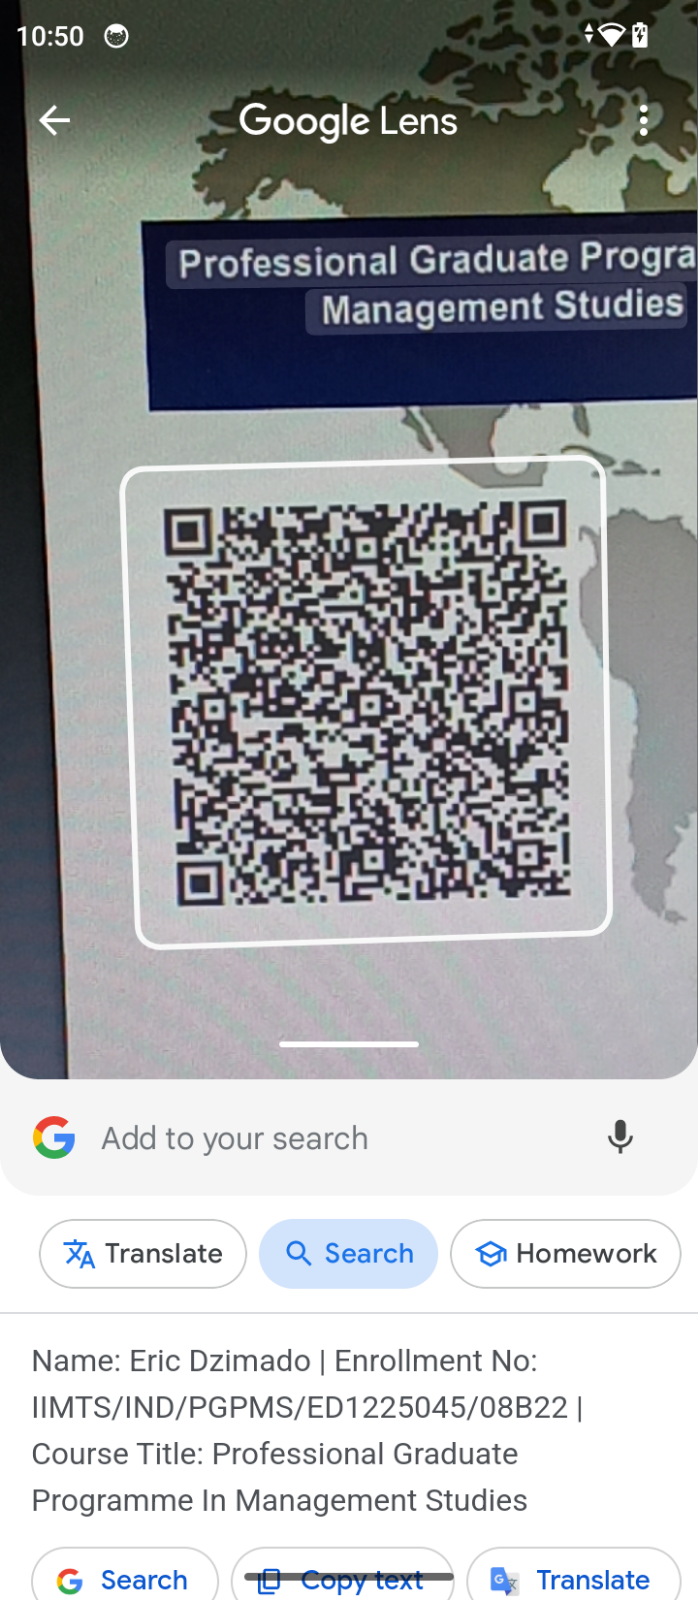 10:50
Google Lens
Professional Graduate Progra
Management Studies
Add to your search
Translate
Search
Homework
Name: Eric Dzimado | Enrollment No:
IIMTS/IND/PGPMS/ED1225045/08B22 |
Course Title: Professional Graduate
Programme In Management Studies
Search
Copy text
Translate